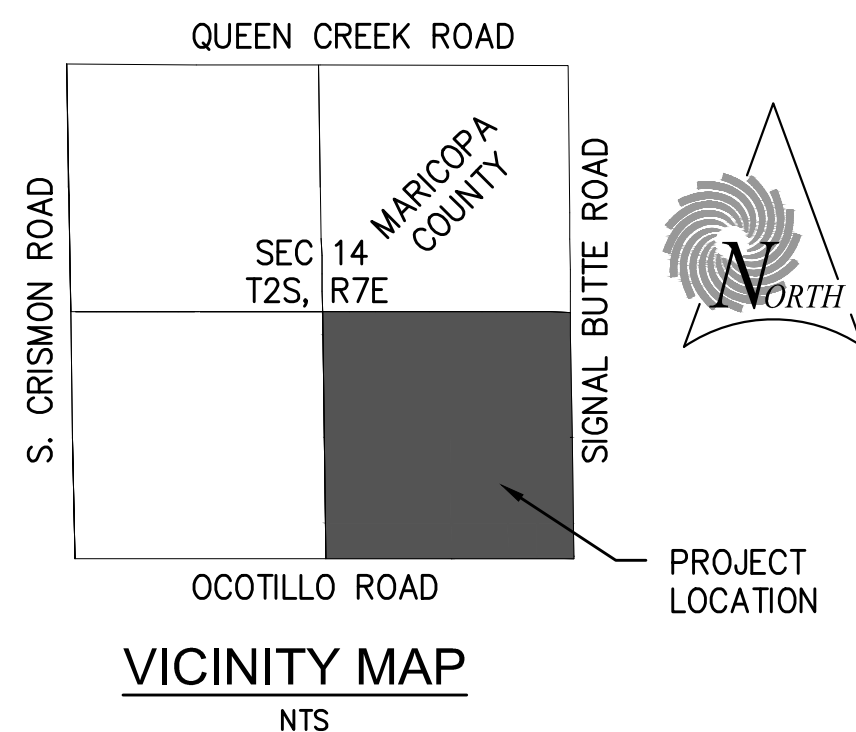 QUEEN CREEK ROAD
S. CRISMON ROAD
MARICOPA
COUNTY
SEC 14
T2S, R7E
SIGNAL BUTTE ROAD
NORTH
OCOTILLO ROAD
PROJECT
LOCATION
VICINITY MAP
NTS